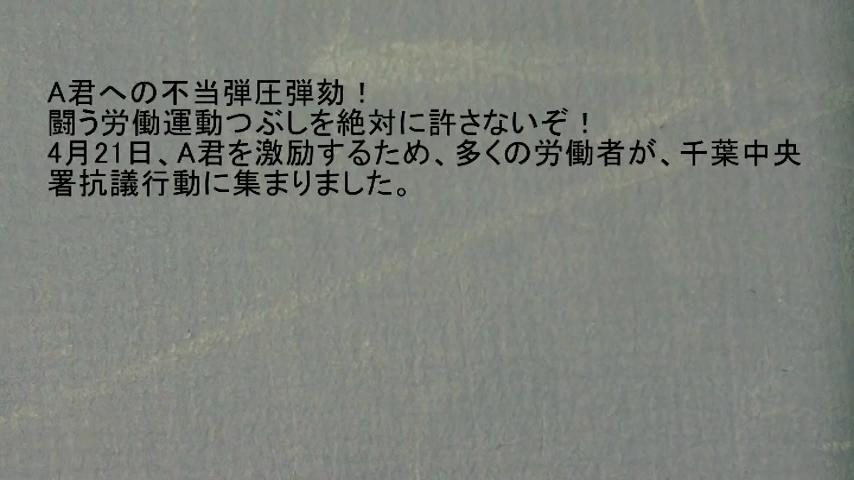 A君への不当弾圧弾劾！
闘う労働運動つぶしを絶対に許さないぞ！
4月21日、A君を激励するため、多くの労働者が、千葉中央
署抗議行動に集まりました。